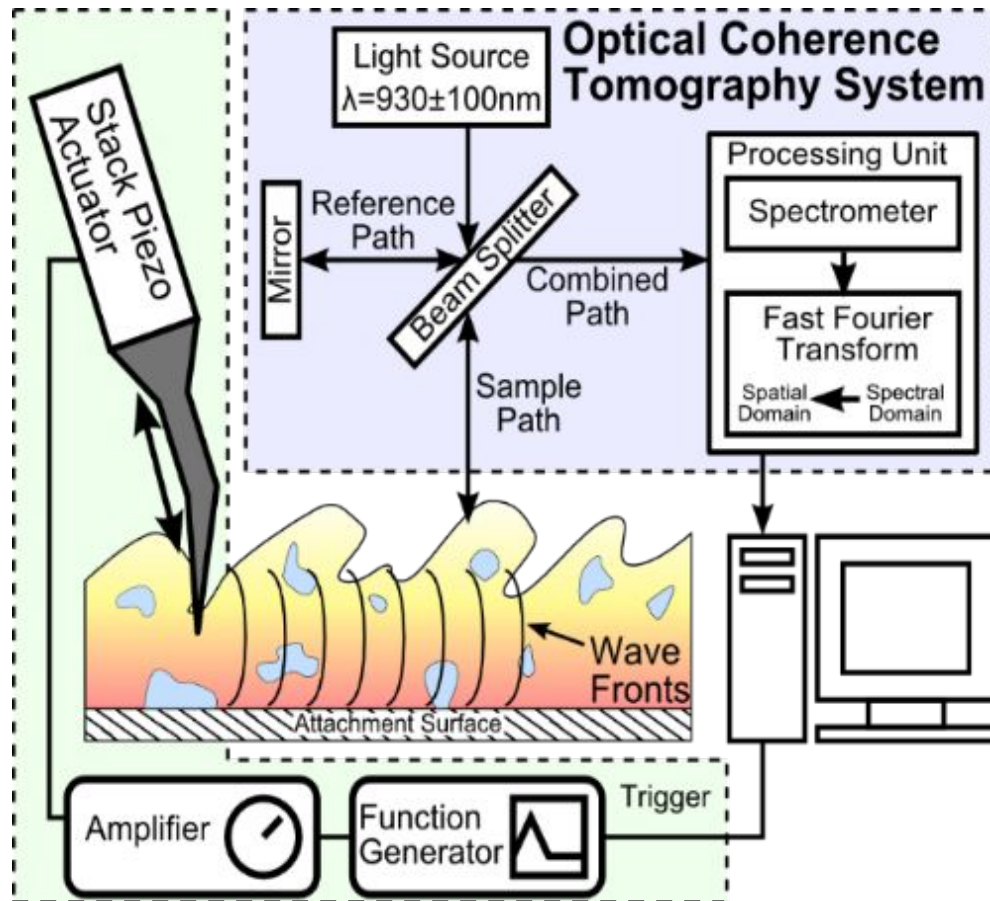 Optical Coherence
Tomography System
Light Source
λ=930±100nm
Stack Piezo
Actuator
Mirror
Reference
Path
Beam Splitter
Combined
Path
Sample
Path
Processing Unit
Spectrometer
Fast Fourier
Transform
Spatial
Domain
Spectral
Domain
Wave
Fronts
Attachment Surface
Amplifier
Function
Generator
Trigger